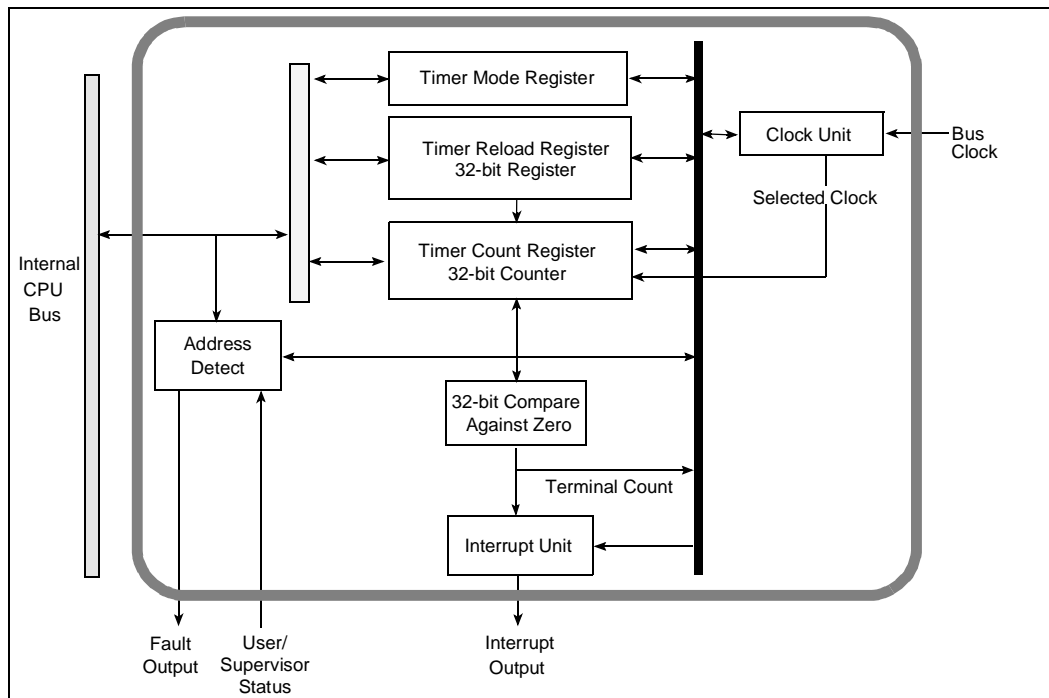 Timer Mode Register
Timer Reload Register
32-bit Register
Clock Unit
Bus
Clock
Selected Clock
Timer Count Register
32-bit Counter
Internal
CPU
Bus
Address
Detect
32-bit Compare
Against Zero
Terminal Count
Interrupt Unit
Fault
Output
User/
Supervisor
Status
Interrupt
Output